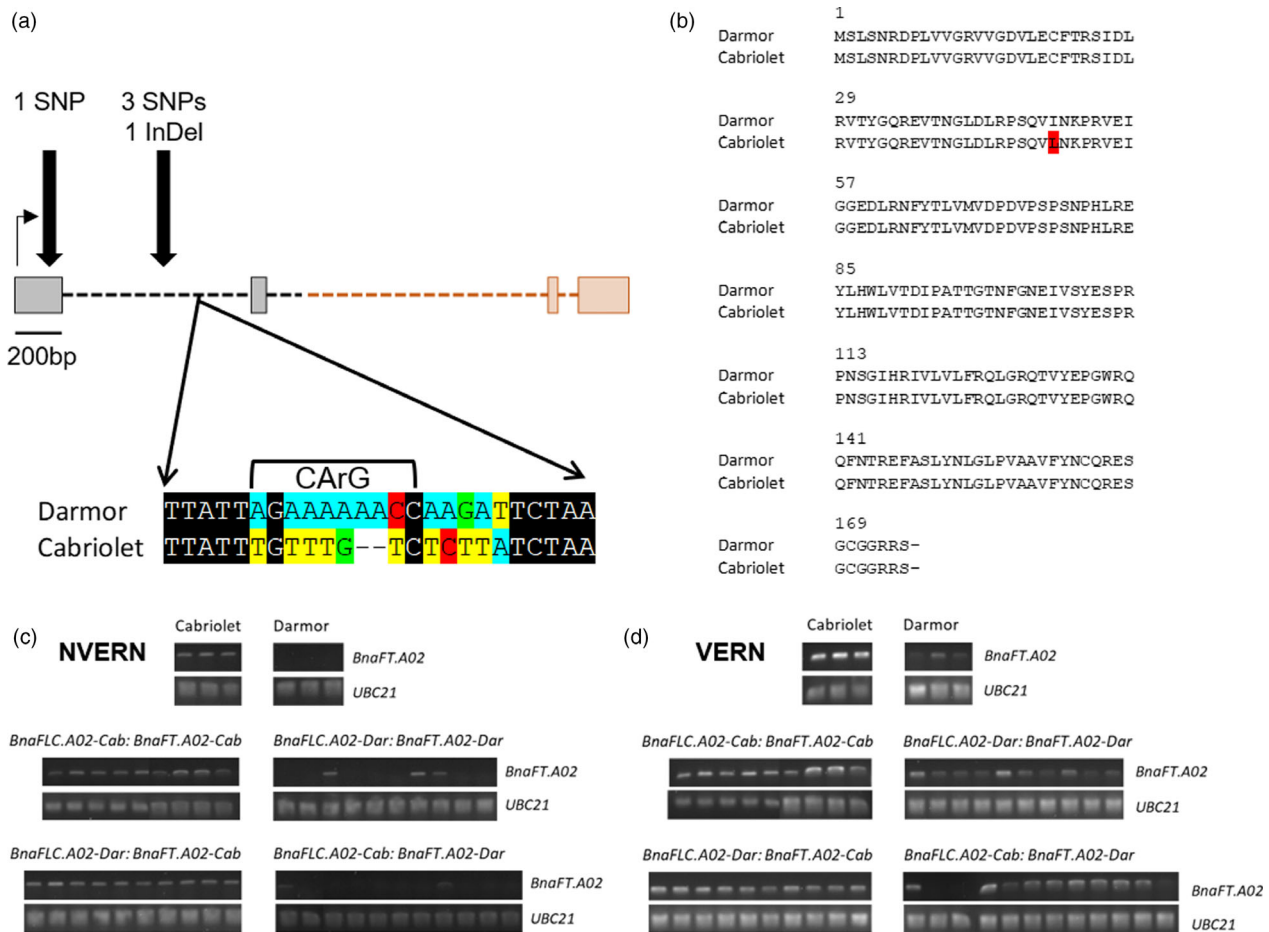 (a)
1 SNP
3 SNPs
1 InDel
200bp
CArG
Darmor TTATTAGAAAAAACCAAGATTCTAA
Cabriolet TTATTTGTTTG--TCTCTTATCTAA
(b)
1
Darmor MSLSNRDPLVVGRVVGDVLECFTRSIDL
Cabriolet MSLSNRDPLVVGRVVGDVLECFTRSIDL
29
Darmor RVTYGQREVTNGLDLRPSQVINKPRVEI
Cabriolet RVTYGQREVTNGLDLRPSQVLNKPRVEI
57
Darmor GGEDLRNFYTLVMVDPDVPSPSNPHLRE
Cabriolet GGEDLRNFYTLVMVDPDVPSPSNPHLRE
85
Darmor YLHWLVTDIPATTGTNFGNEIVSYESPR
Cabriolet YLHWLVTDIPATTGTNFGNEIVSYESPR
113
Darmor PNSGIHRIVLVLFRQLGRQTVYEPGWRQ
Cabriolet PNSGIHRIVLVLFRQLGRQTVYEPGWRQ
141
Darmor QFNTREFASLYNLGLPVAAVFYNCQRES
Cabriolet QFNTREFASLYNLGLPVAAVFYNCQRES
169
Darmor GCGGRRS-
Cabriolet GCGGRRS-
(c)
NVERN
Cabriolet Darmor
BnaFT.A02
UBC21
BnaFLC.A02-Cab: BnaFT.A02-Cab BnaFLC.A02-Dar: BnaFT.A02-Dar
BnaFT.A02
UBC21
BnaFLC.A02-Dar: BnaFT.A02-Cab BnaFLC.A02-Cab: BnaFT.A02-Dar
BnaFT.A02
UBC21
(d)
VERN
Cabriolet Darmor
BnaFT.A02
UBC21
BnaFLC.A02-Cab: BnaFT.A02-Cab BnaFLC.A02-Dar: BnaFT.A02-Dar
BnaFT.A02
UBC21
BnaFLC.A02-Dar: BnaFT.A02-Cab BnaFLC.A02-Cab: BnaFT.A02-Dar
BnaFT.A02
UBC21